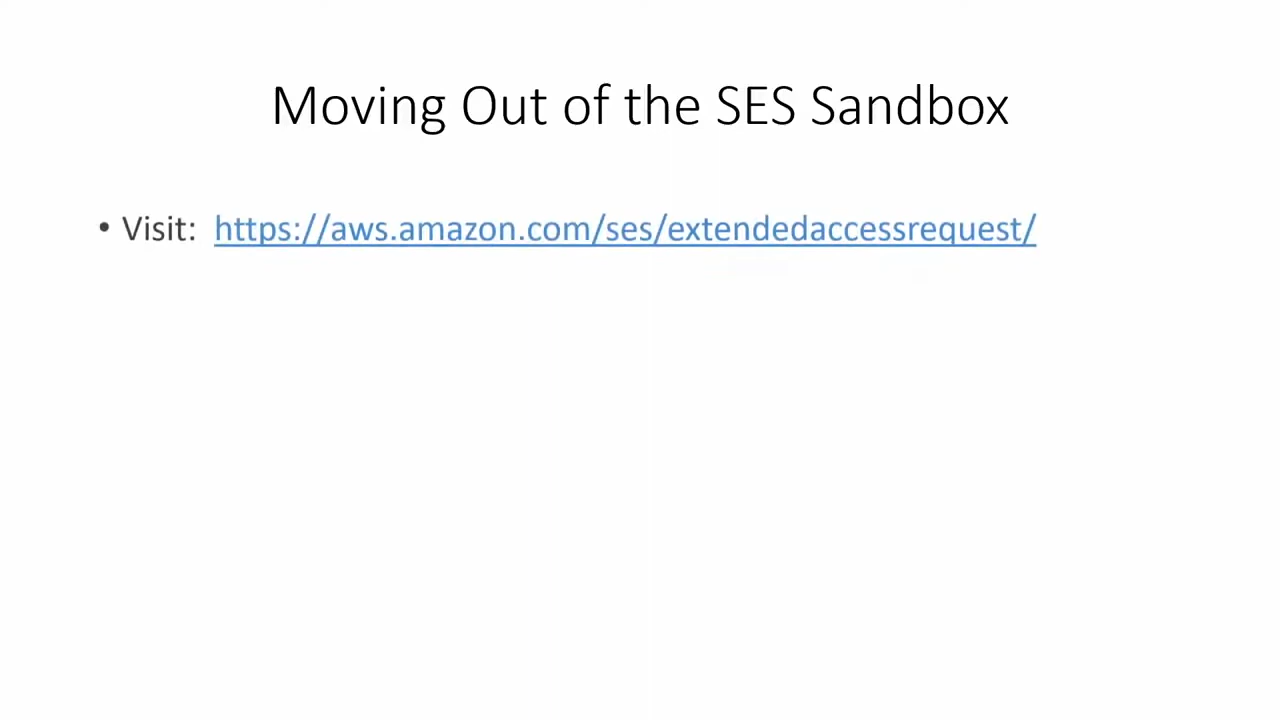 Moving Out of the SES Sandbox
• Visit: https://aws.amazon.com/ses/extendedaccessrequest/